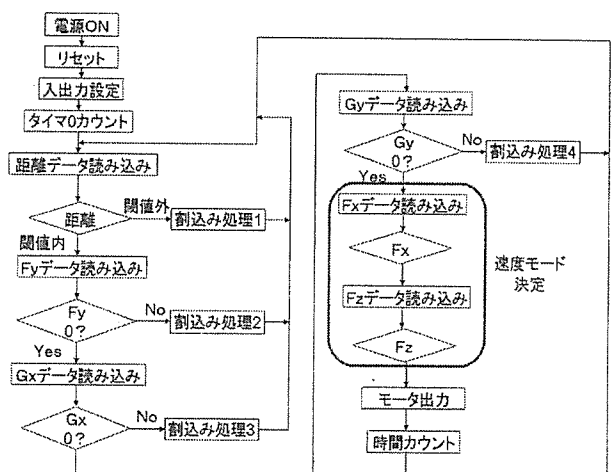 電源ON
リセット
入出力設定
タイマ0カウント
距離データ読み込み
距離
閾値外
割込み処理1
閾値内
Fyデータ読み込み
Fy
0?
No
割込み処理2
Yes
Gxデータ読み込み
Gx
0?
No
割込み処理3
Gyデータ読み込み
Gy
0?
No
割込み処理4
Yes
Fxデータ読み込み
Fx
Fzデータ読み込み
Fz
速度モード
決定
モータ出力
時間カウント